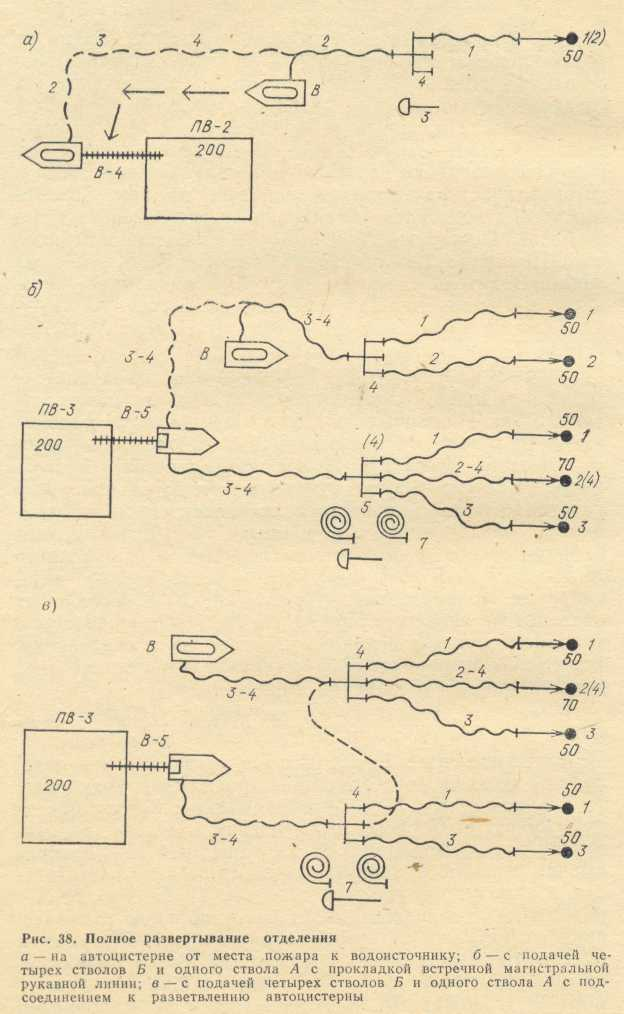 а)
3 4 2 1 1(2)
50
2 В 4 3
ПВ-2
200
В-4
б)
3-4 1 1
50
3-4 В 2 2
4 50
ПВ-3 В-5 50
200 (4) 1 1
70
2-4 2(4)
3-4 5 50
3 3
7
в)
В 4 1 1
50
3-4 2-4 2(4)
70
ПВ-3 3 3
В-5 50
200 50
4 1 1
3-4 50
3 3
7
Рис. 38. Полное развертывание отделения
а — на автоцистерне от места пожара к водоисточнику; б — с подачей че-
тырех стволов Б и одного ствола А с прокладкой встречной магистральной
рукавной линии; в — с подачей четырех стволов Б и одного ствола А с под-
соединением к разветвлению автоцистерны